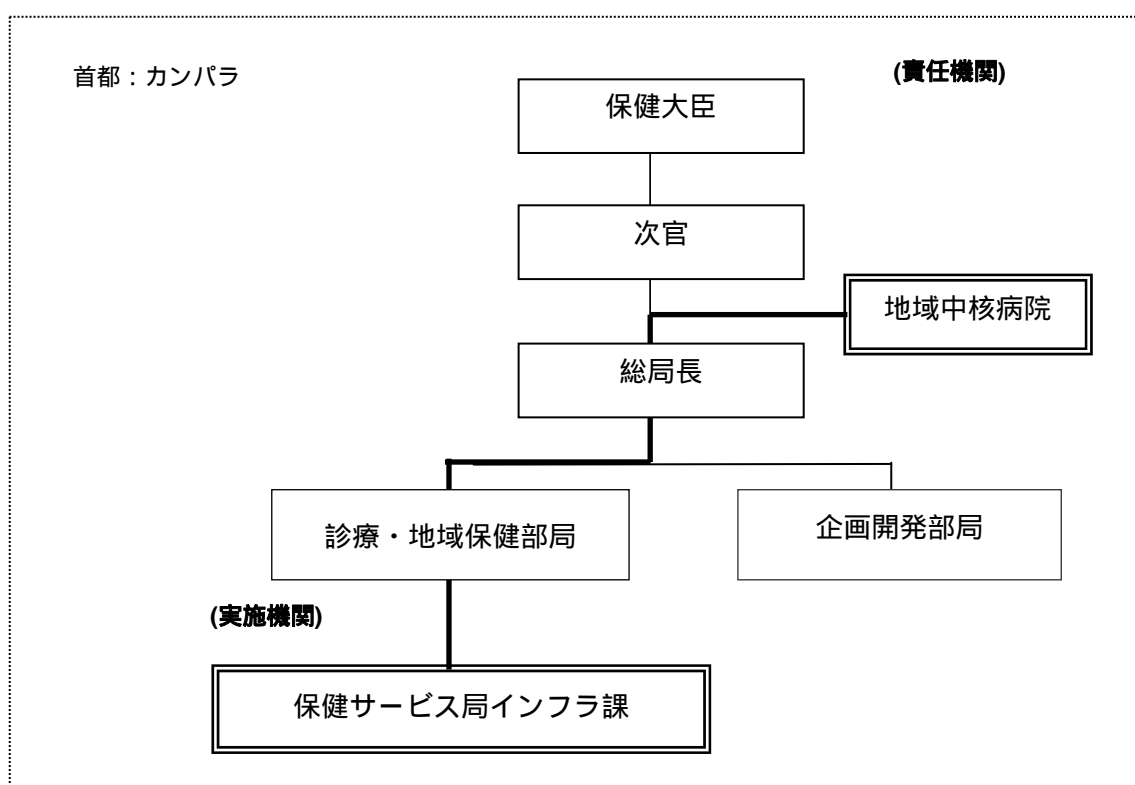 首都：カンパラ
(責任機関)
保健大臣
次官
地域中核病院
総局長
診療・地域保健部局
企画開発部局
(実施機関)
保健サービス局インフラ課